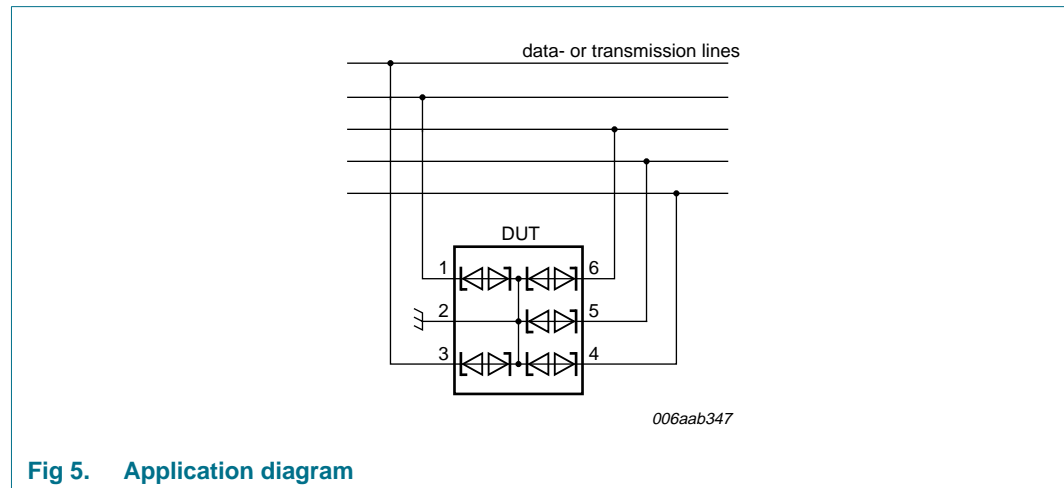 data- or transmission lines
DUT
1 6
2 5
3 4
006aab347
Fig 5. Application diagram